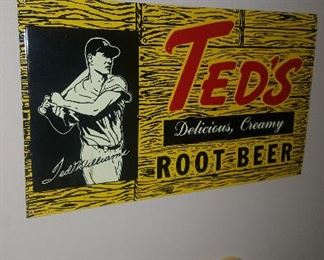 TED'S
Delicious, Creamy
ROOT BEER
Ted Williams